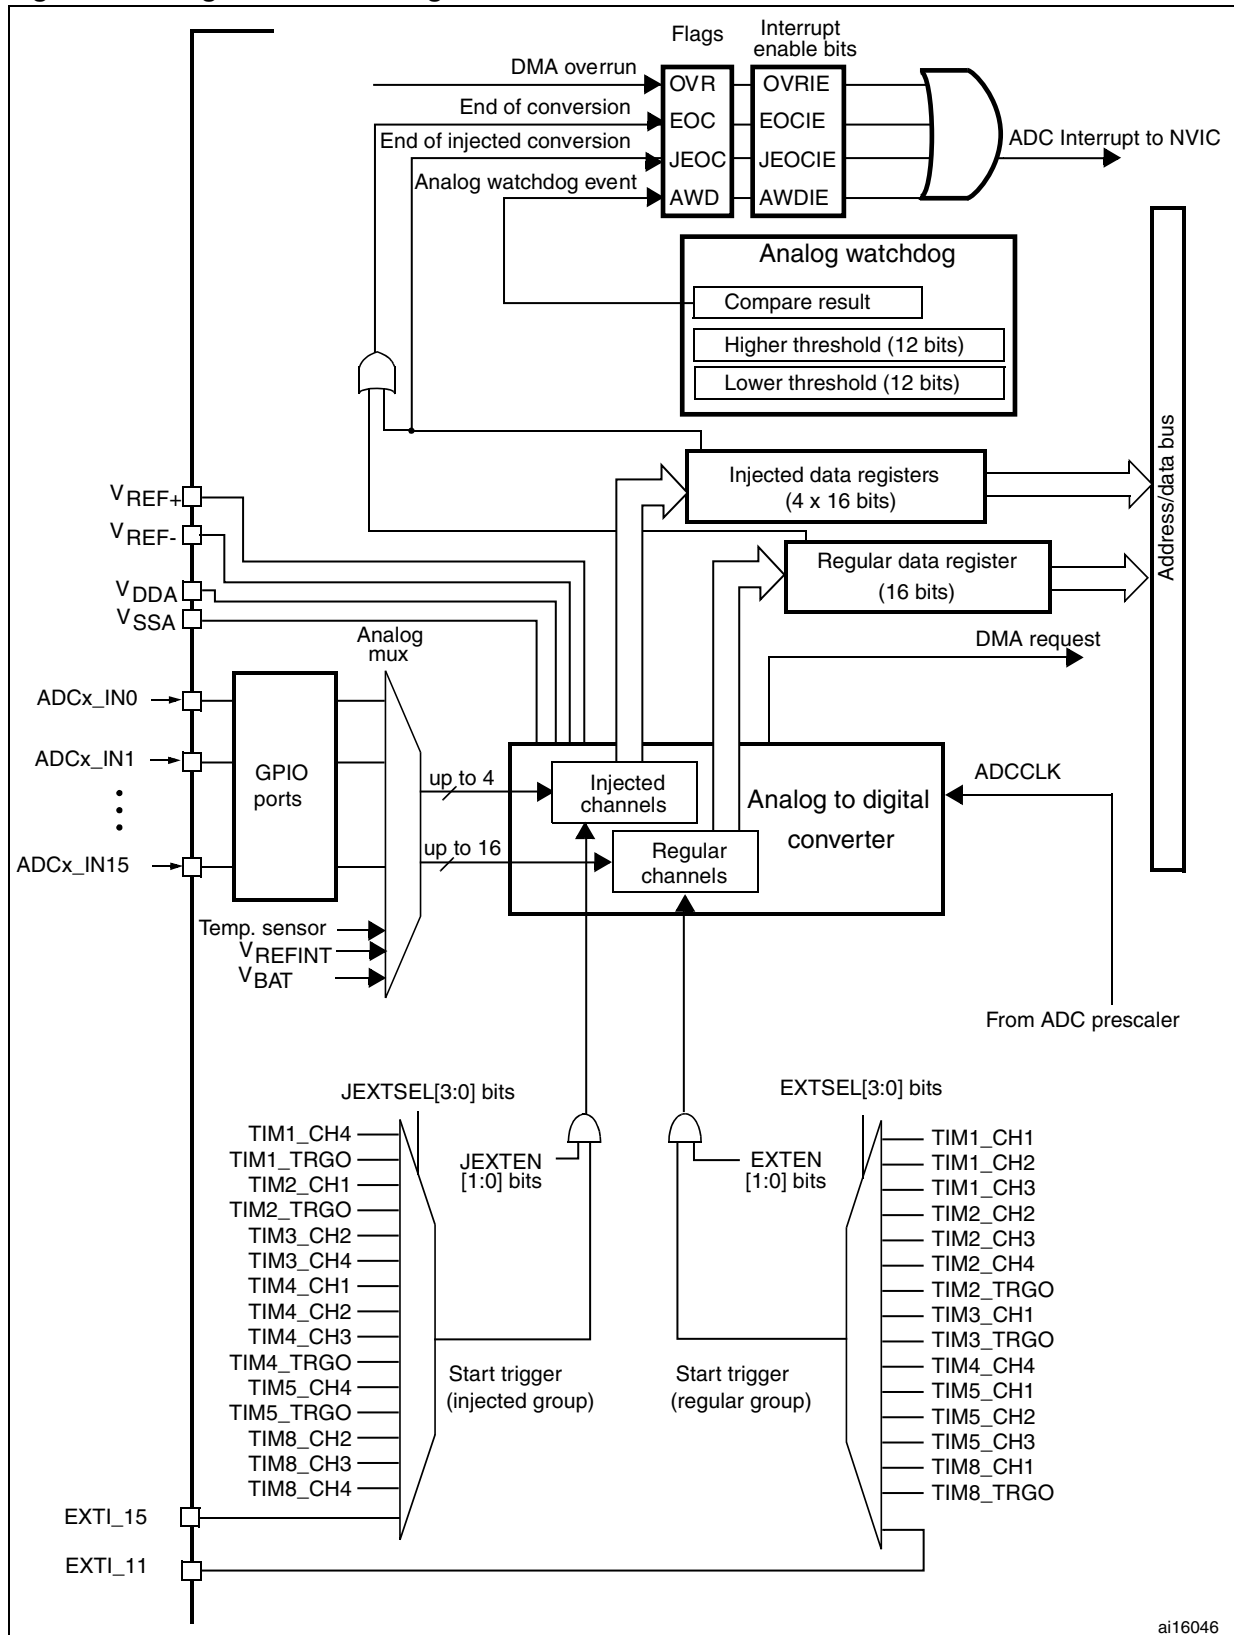 Flags
Interrupt
enable bits
DMA overrun
OVR
OVRIE
End of conversion
EOC
EOCIE
End of injected conversion
JEOC
JEOCIE
ADC Interrupt to NVIC
Analog watchdog event
AWD
AWDIE
Analog watchdog
Compare result
Higher threshold (12 bits)
Lower threshold (12 bits)
Address/data bus
Injected data registers
(4 x 16 bits)
VREF+
VREF-
Regular data register
(16 bits)
VDDA
VSSA
Analog
mux
DMA request
ADCx_IN0
ADCx_IN1
GPIO
ports
up to 4
Injected
channels
Analog to digital
converter
ADCCLK
ADCx_IN15
up to 16
Regular
channels
Temp. sensor
VREFINT
VBAT
From ADC prescaler
JEXTSEL[3:0] bits
EXTSEL[3:0] bits
JEXTEN
[1:0] bits
EXTEN
[1:0] bits
TIM1_CH4
TIM1_TRGO
TIM2_CH1
TIM2_TRGO
TIM3_CH2
TIM3_CH4
TIM4_CH1
TIM4_CH2
TIM4_CH3
TIM4_TRGO
TIM5_CH4
TIM5_TRGO
TIM8_CH2
TIM8_CH3
TIM8_CH4
Start trigger
(injected group)
Start trigger
(regular group)
TIM1_CH1
TIM1_CH2
TIM1_CH3
TIM2_CH2
TIM2_CH3
TIM2_CH4
TIM2_TRGO
TIM3_CH1
TIM3_TRGO
TIM4_CH4
TIM5_CH1
TIM5_CH2
TIM5_CH3
TIM8_CH1
TIM8_TRGO
EXTI_15
EXTI_11
ai16046